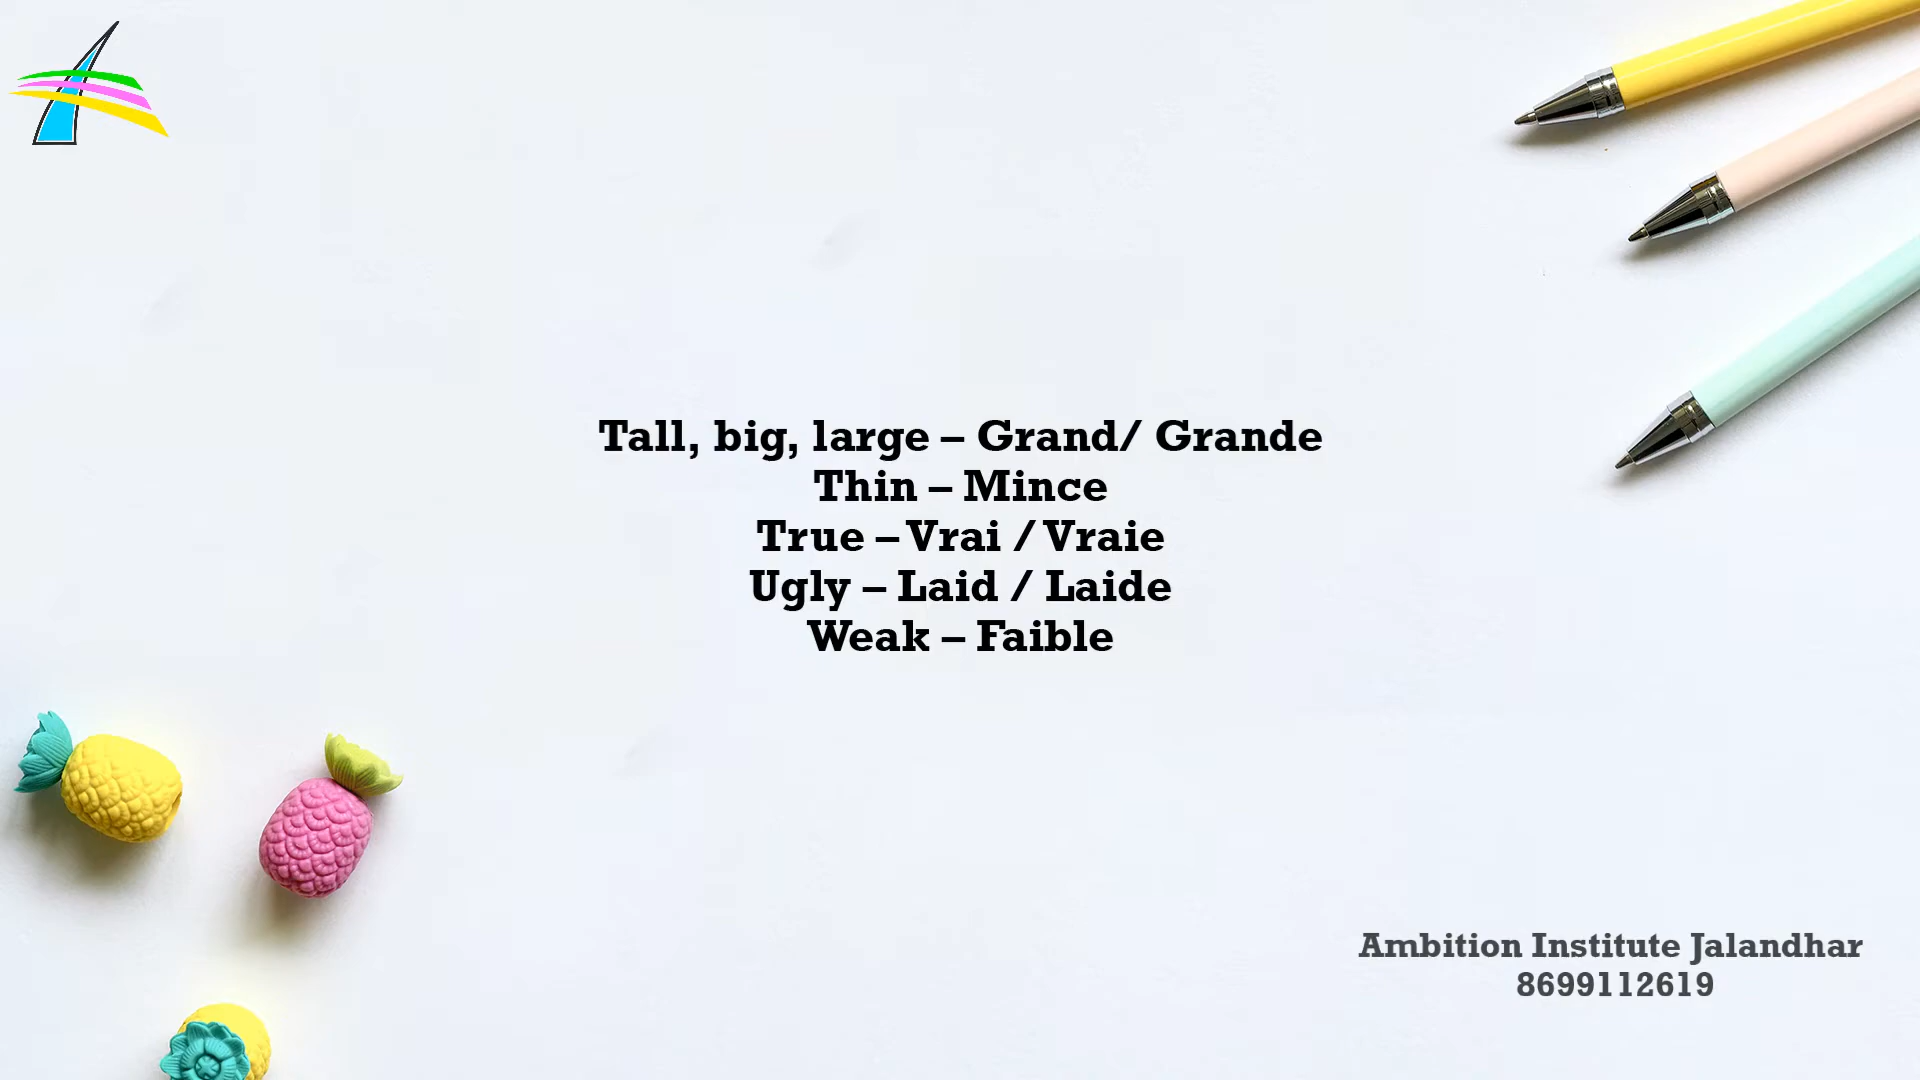 Tall, big, large – Grand/ Grande
Thin – Mince
True – Vrai / Vraie
Ugly – Laid / Laide
Weak – Faible
Ambition Institute Jalandhar
8699112619